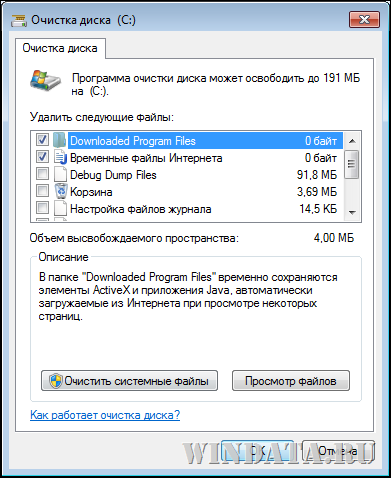 Очистка диска (C:)
Очистка диска
Программа очистки диска может освободить до 191 МБ
на (C:).
Удалить следующие файлы:
Downloaded Program Files 0 байт
Временные файлы Интернета 0 байт
Debug Dump Files 91,8 МБ
Корзина 3,69 МБ
Настройка файлов журнала 14,5 КБ
Объем высвобождаемого пространства: 4,00 МБ
Описание
В папке "Downloaded Program Files" временно сохраняются
элементы ActiveX и приложения Java, автоматически
загружаемые из Интернета при просмотре некоторых
страниц.
Очистить системные файлы Просмотр файлов
Как работает очистка диска?
OK Отмена
WINDATA.RU